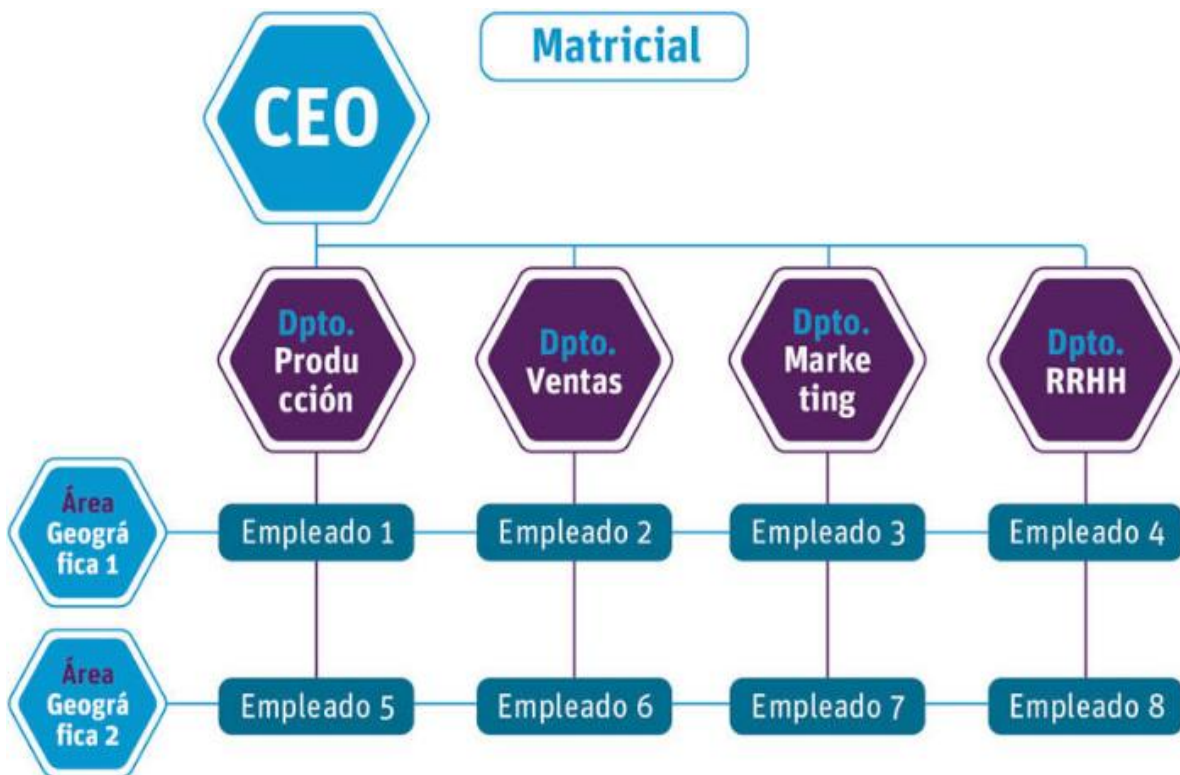 Matricial
CEO
Dpto.
Produ
cción
Dpto.
Ventas
Dpto.
Marke
ting
Dpto.
RRHH
Área
Geográ
fica 1
Empleado 1
Empleado 2
Empleado 3
Empleado 4
Área
Geográ
fica 2
Empleado 5
Empleado 6
Empleado 7
Empleado 8